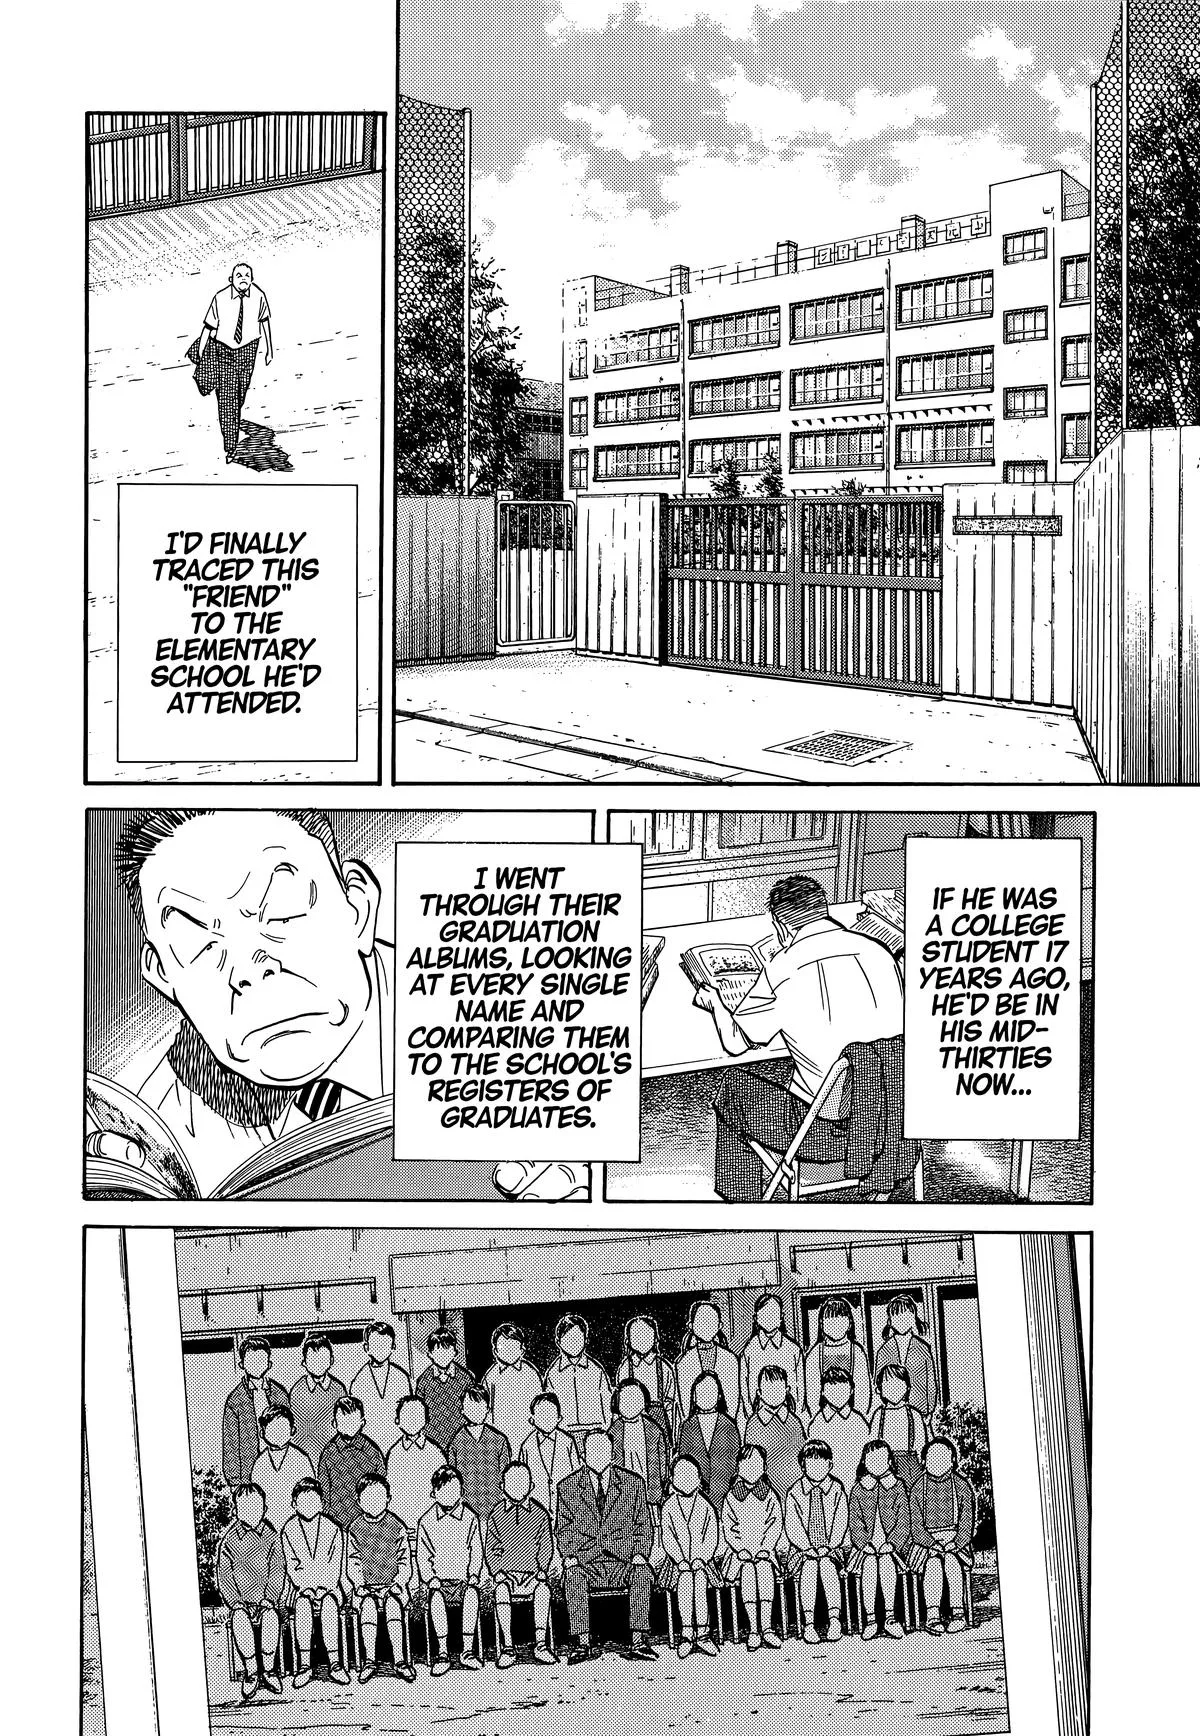 I'D FINALLY
TRACED THIS
"FRIEND"
TO THE
ELEMENTARY
SCHOOL HE'D
ATTENDED.
IF HE WAS
A COLLEGE
STUDENT 17
YEARS AGO,
HE'D BE IN
HIS MID-
THIRTIES
NOW...
I WENT
THROUGH THEIR
GRADUATION
ALBUMS, LOOKING
AT EVERY SINGLE
NAME AND
COMPARING THEM
TO THE SCHOOL'S
REGISTERS OF
GRADUATES.